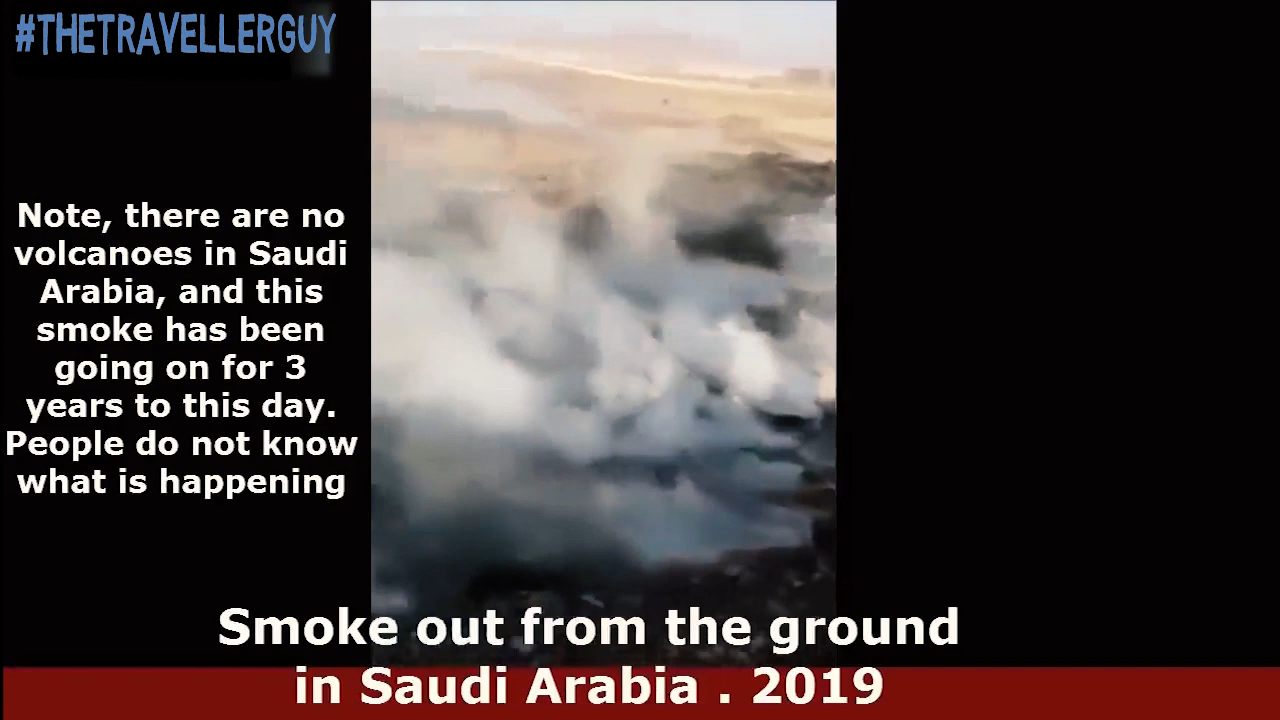 #THETRAVELLERGUY
Note, there are no
volcanoes in Saudi
Arabia, and this
smoke has been
going on for 3
years to this day.
People do not know
what is happening
Smoke out from the ground
in Saudi Arabia . 2019